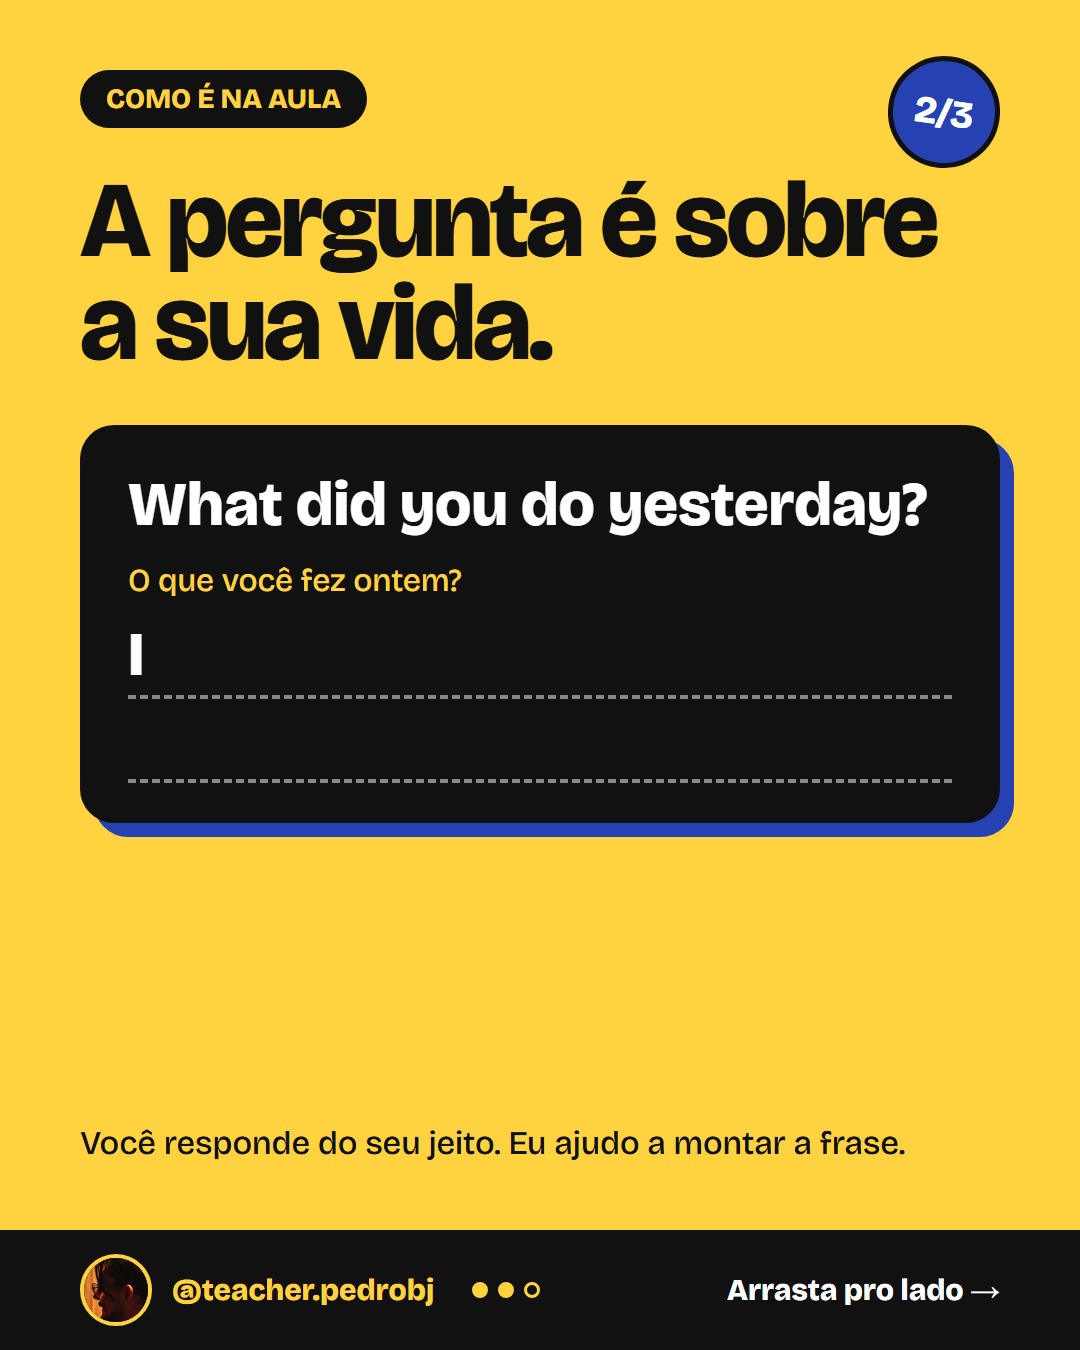 COMO É NA AULA
2/3
A pergunta é sobre
a sua vida.
What did you do yesterday?
O que você fez ontem?
I
Você responde do seu jeito. Eu ajudo a montar a frase.
@teacher.pedrobj
Arrasta pro lado →